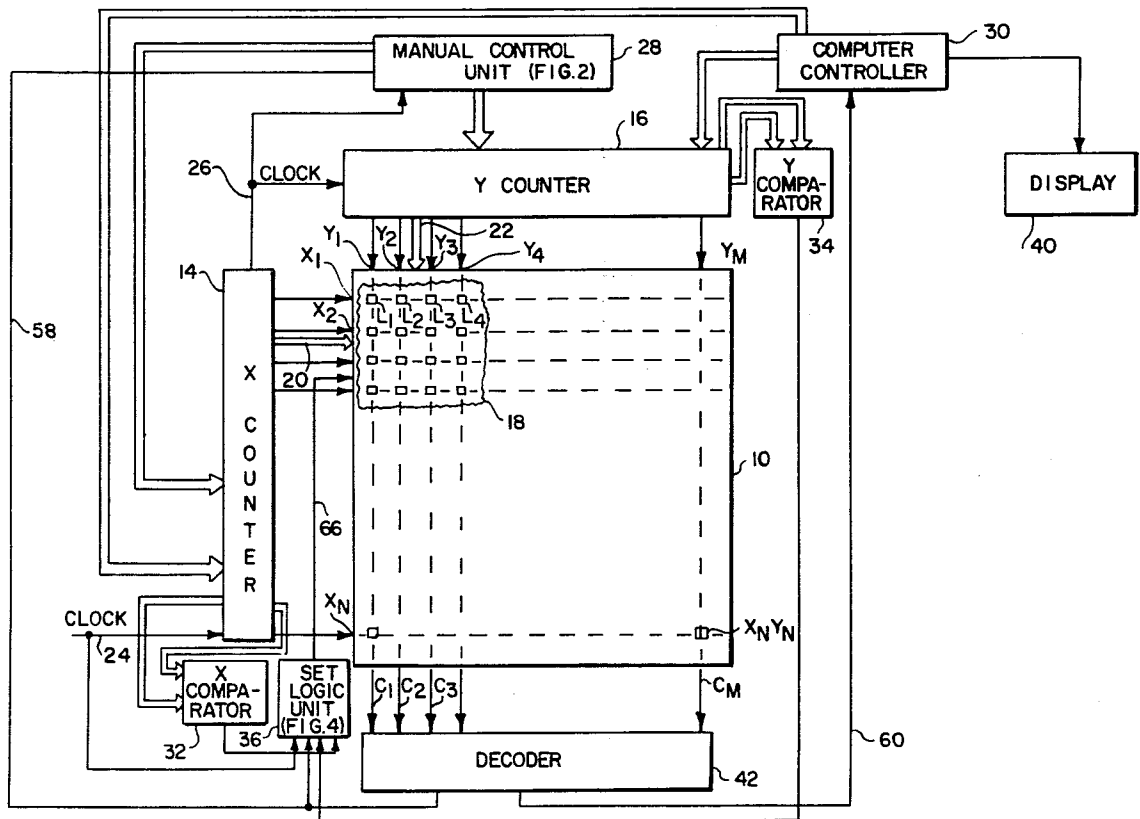 MANUAL CONTROL
UNIT (FIG.2)
28
COMPUTER
CONTROLLER
30
16
CLOCK
26
Y COUNTER
Y
COMPA-
RATOR
34
DISPLAY
40
22
Y1
Y2
Y3
Y4
YM
14
X1
X2
L1
L2
L3
L4
58
20
18
X
COUNTER
10
66
CLOCK
24
XN
XNYN
X
COMPA-
RATOR
32
SET
LOGIC
UNIT
(FIG.4)
36
C1
C2
C3
CM
60
DECODER
42